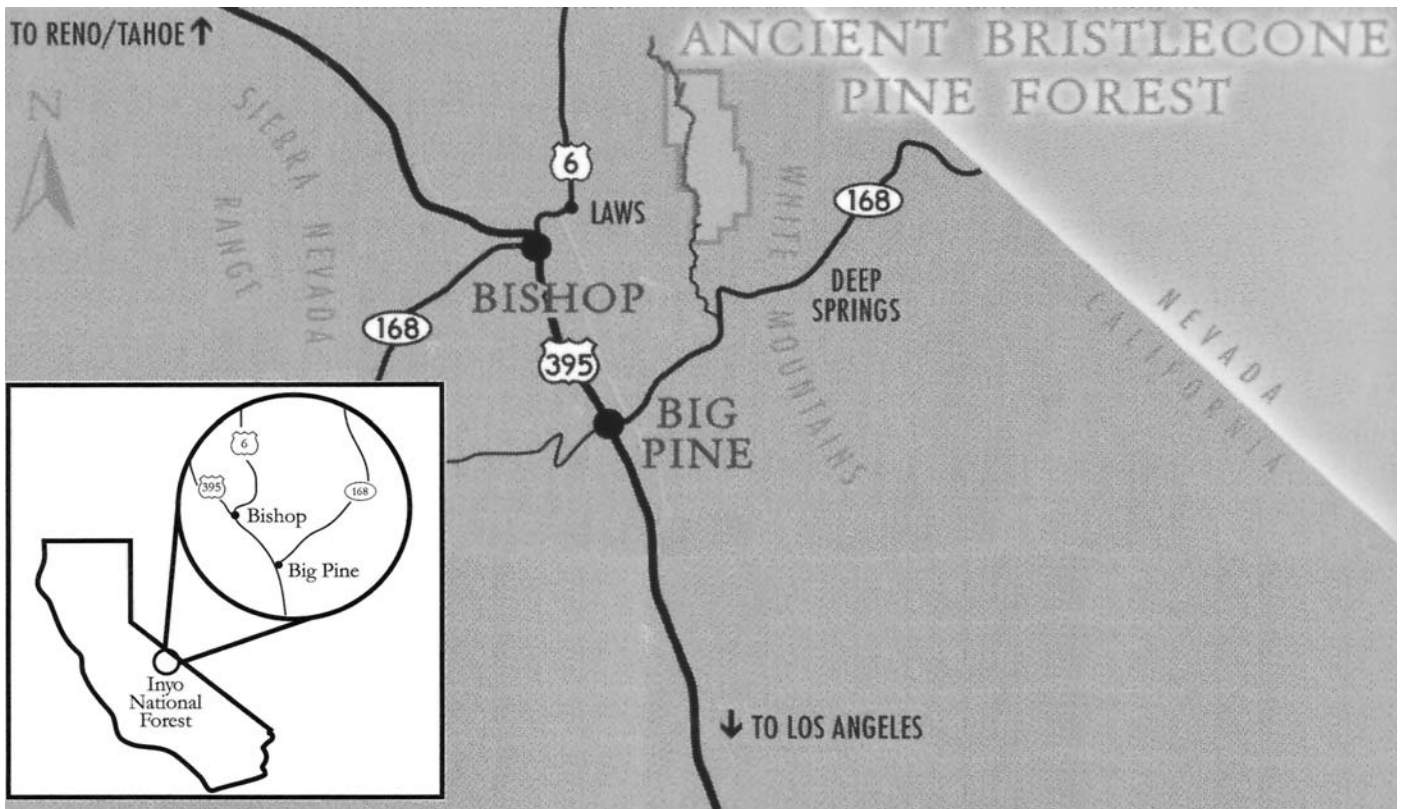 TO RENO/TAHOE
ANCIENT BRISTLECONE
PINE FOREST
N
SIERRA NEVADA
RANGE
6
LAWS
WHITE MOUNTAINS
168
BISHOP
DEEP
SPRINGS
168
395
NEVADA
CALIFORNIA
BIG
PINE
6
395
168
Bishop
Big Pine
Inyo
National
Forest
TO LOS ANGELES